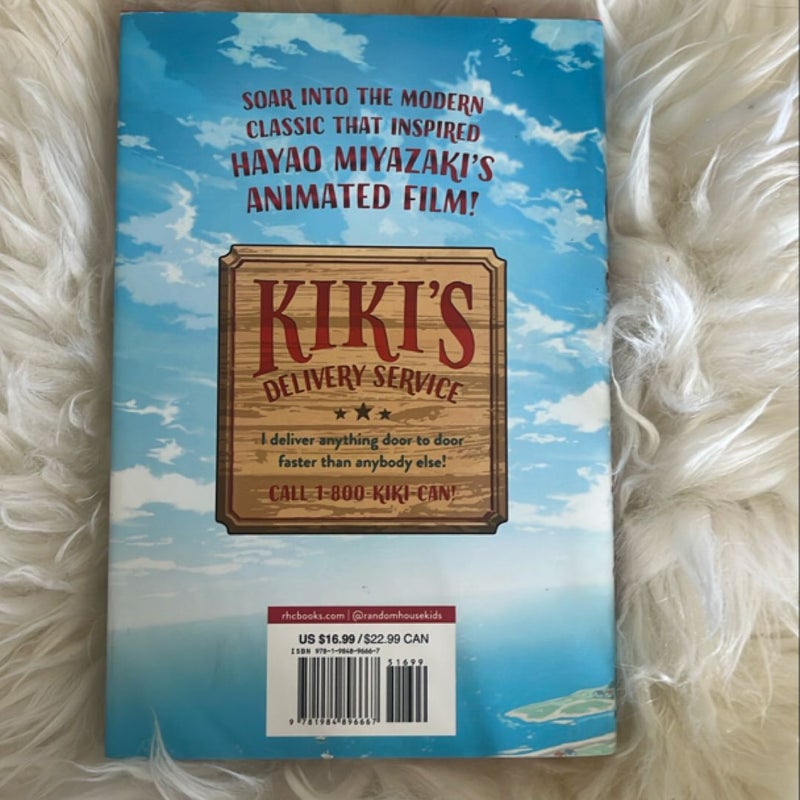 SOAR INTO THE MODERN
CLASSIC THAT INSPIRED
HAYAO MIYAZAKI'S
ANIMATED FILM!
KIKI'S
DELIVERY SERVICE
I deliver anything door to door
faster than anybody else!
CALL 1-800-KIKI-CAN!
rhcbooks.com | @randomhousekids
US $16.99 / $22.99 CAN
ISBN 978-1-9848-9666-7
51699
9 781984 896667